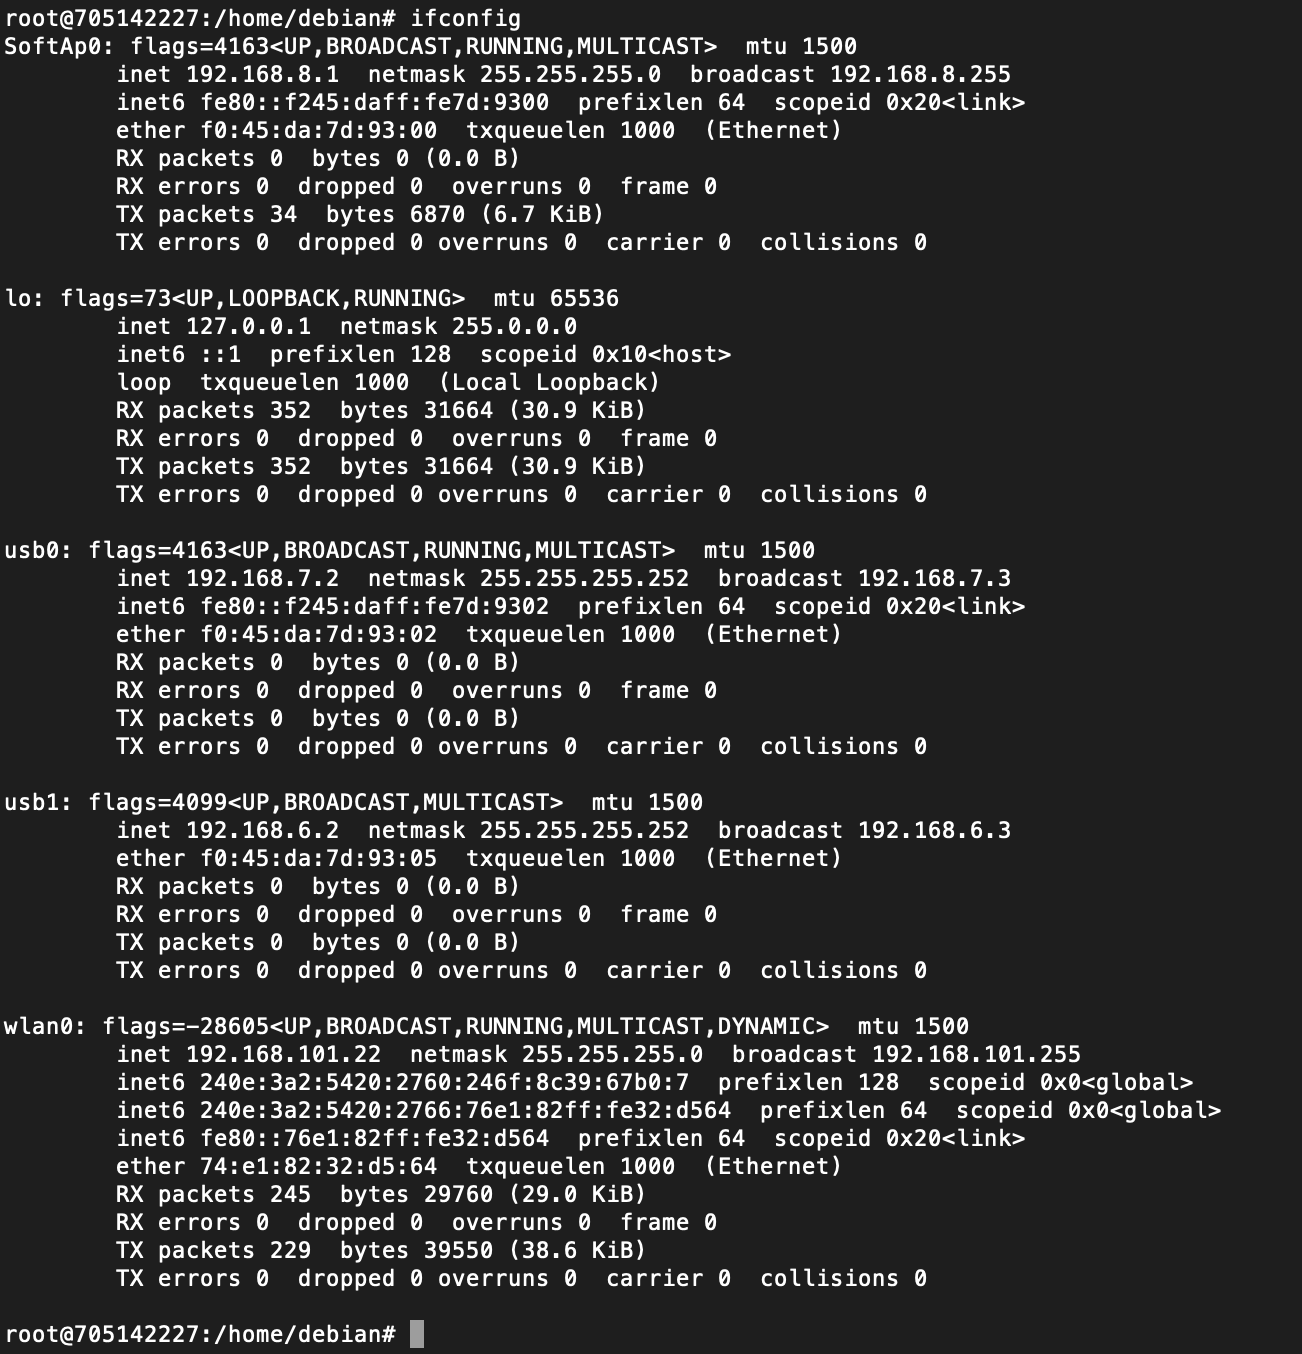 root@705142227:/home/debian# ifconfig
SoftAp0: flags=4163<UP,BROADCAST,RUNNING,MULTICAST>  mtu 1500
        inet 192.168.8.1  netmask 255.255.255.0  broadcast 192.168.8.255
        inet6 fe80::f245:daff:fe7d:9300  prefixlen 64  scopeid 0x20<link>
        ether f0:45:da:7d:93:00  txqueuelen 1000  (Ethernet)
        RX packets 0  bytes 0 (0.0 B)
        RX errors 0  dropped 0  overruns 0  frame 0
        TX packets 34  bytes 6870 (6.7 KiB)
        TX errors 0  dropped 0 overruns 0  carrier 0  collisions 0

lo: flags=73<UP,LOOPBACK,RUNNING>  mtu 65536
        inet 127.0.0.1  netmask 255.0.0.0
        inet6 ::1  prefixlen 128  scopeid 0x10<host>
        loop  txqueuelen 1000  (Local Loopback)
        RX packets 352  bytes 31664 (30.9 KiB)
        RX errors 0  dropped 0  overruns 0  frame 0
        TX packets 352  bytes 31664 (30.9 KiB)
        TX errors 0  dropped 0 overruns 0  carrier 0  collisions 0

usb0: flags=4163<UP,BROADCAST,RUNNING,MULTICAST>  mtu 1500
        inet 192.168.7.2  netmask 255.255.255.252  broadcast 192.168.7.3
        inet6 fe80::f245:daff:fe7d:9302  prefixlen 64  scopeid 0x20<link>
        ether f0:45:da:7d:93:02  txqueuelen 1000  (Ethernet)
        RX packets 0  bytes 0 (0.0 B)
        RX errors 0  dropped 0  overruns 0  frame 0
        TX packets 0  bytes 0 (0.0 B)
        TX errors 0  dropped 0 overruns 0  carrier 0  collisions 0

usb1: flags=4099<UP,BROADCAST,MULTICAST>  mtu 1500
        inet 192.168.6.2  netmask 255.255.255.252  broadcast 192.168.6.3
        ether f0:45:da:7d:93:05  txqueuelen 1000  (Ethernet)
        RX packets 0  bytes 0 (0.0 B)
        RX errors 0  dropped 0  overruns 0  frame 0
        TX packets 0  bytes 0 (0.0 B)
        TX errors 0  dropped 0 overruns 0  carrier 0  collisions 0

wlan0: flags=-28605<UP,BROADCAST,RUNNING,MULTICAST,DYNAMIC>  mtu 1500
        inet 192.168.101.22  netmask 255.255.255.0  broadcast 192.168.101.255
        inet6 240e:3a2:5420:2760:246f:8c39:67b0:7  prefixlen 128  scopeid 0x0<global>
        inet6 240e:3a2:5420:2766:76e1:82ff:fe32:d564  prefixlen 64  scopeid 0x0<global>
        inet6 fe80::76e1:82ff:fe32:d564  prefixlen 64  scopeid 0x20<link>
        ether 74:e1:82:32:d5:64  txqueuelen 1000  (Ethernet)
        RX packets 245  bytes 29760 (29.0 KiB)
        RX errors 0  dropped 0  overruns 0  frame 0
        TX packets 229  bytes 39550 (38.6 KiB)
        TX errors 0  dropped 0 overruns 0  carrier 0  collisions 0

root@705142227:/home/debian#